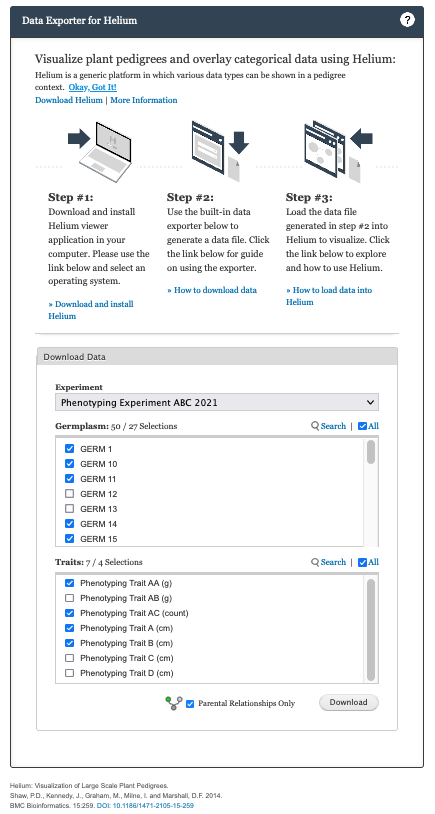 Data Exporter for Helium
?
Visualize plant pedigrees and overlay categorical data using Helium:
Helium is a generic platform in which various data types can be shown in a pedigree
context. Okay, Got It!
Download Helium | More Information
Step #1:
Download and install
Helium viewer
application in your
computer. Please use the
link below and select an
operating system.
» Download and install
Helium
Step #2:
Use the built-in data
exporter below to
generate a data file. Click
the link below for guide
on using the exporter.
» How to download data
Step #3:
Load the data file
generated in step #2 into
Helium to visualize. Click
the link below to explore
and how to use Helium.
» How to load data into
Helium
Download Data
Experiment
Phenotyping Experiment ABC 2021
Germplasm: 50 / 27 Selections Search | All
GERM 1
GERM 10
GERM 11
GERM 12
GERM 13
GERM 14
GERM 15
Traits: 7 / 4 Selections Search | All
Phenotyping Trait AA (g)
Phenotyping Trait AB (g)
Phenotyping Trait AC (count)
Phenotyping Trait A (cm)
Phenotyping Trait B (cm)
Phenotyping Trait C (cm)
Phenotyping Trait D (cm)
Parental Relationships Only Download
Helium: Visualization of Large Scale Plant Pedigrees.
Shaw, P.D., Kennedy, J., Graham, M., Milne, I. and Marshall, D.F. 2014.
BMC Bioinformatics. 15:259. DOI: 10.1186/1471-2105-15-259